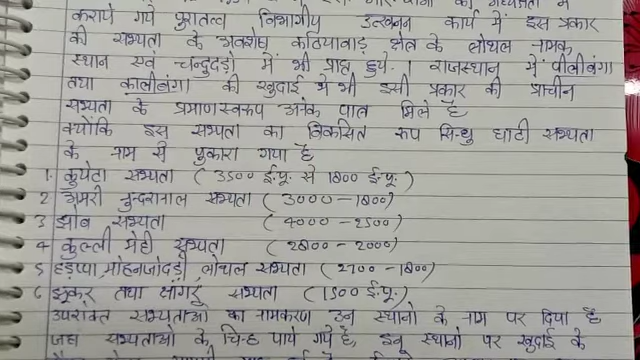 कराये गये पुरातत्व विभागीय उत्खनन कार्य में इस प्रकार
की सभ्यता के अवशेष काठियावाड़ क्षेत्र के लोथल नामक
स्थान एवं चन्दुदड़ो में भी प्राप्त हुये। राजस्थान में पीलीबंगा
तथा कालीबंगा की खुदाई में भी इसी प्रकार की प्राचीन
सभ्यता के प्रमाणस्वरूप अनेक पात्र मिले है
क्योंकि इस सभ्यता का विकसित रूप सिन्धु घाटी सभ्यता
के नाम से पुकारा गया है
1. कुयेटा सभ्यता (3500 ई.पू. से 1800 ई.पू.)
2 अमरी नुन्दरानाल सभ्यता (3000-1800)
3 झोब सभ्यता (4000-2500)
4 कुल्ली मेही सभ्यता (2800-2000)
5 हड़प्पा मोहनजोदड़ो, लोथल सभ्यता (2700-1800)
6 झूकर तथा झांगर सभ्यता (1500 ई.पू.)
उपरोक्त सभ्यताओं का नामकरण उन स्थानों के नाम पर दिया है
जहा सभ्यताओं के चिन्ह पाये गये है, इन स्थानो पर खुदाई के